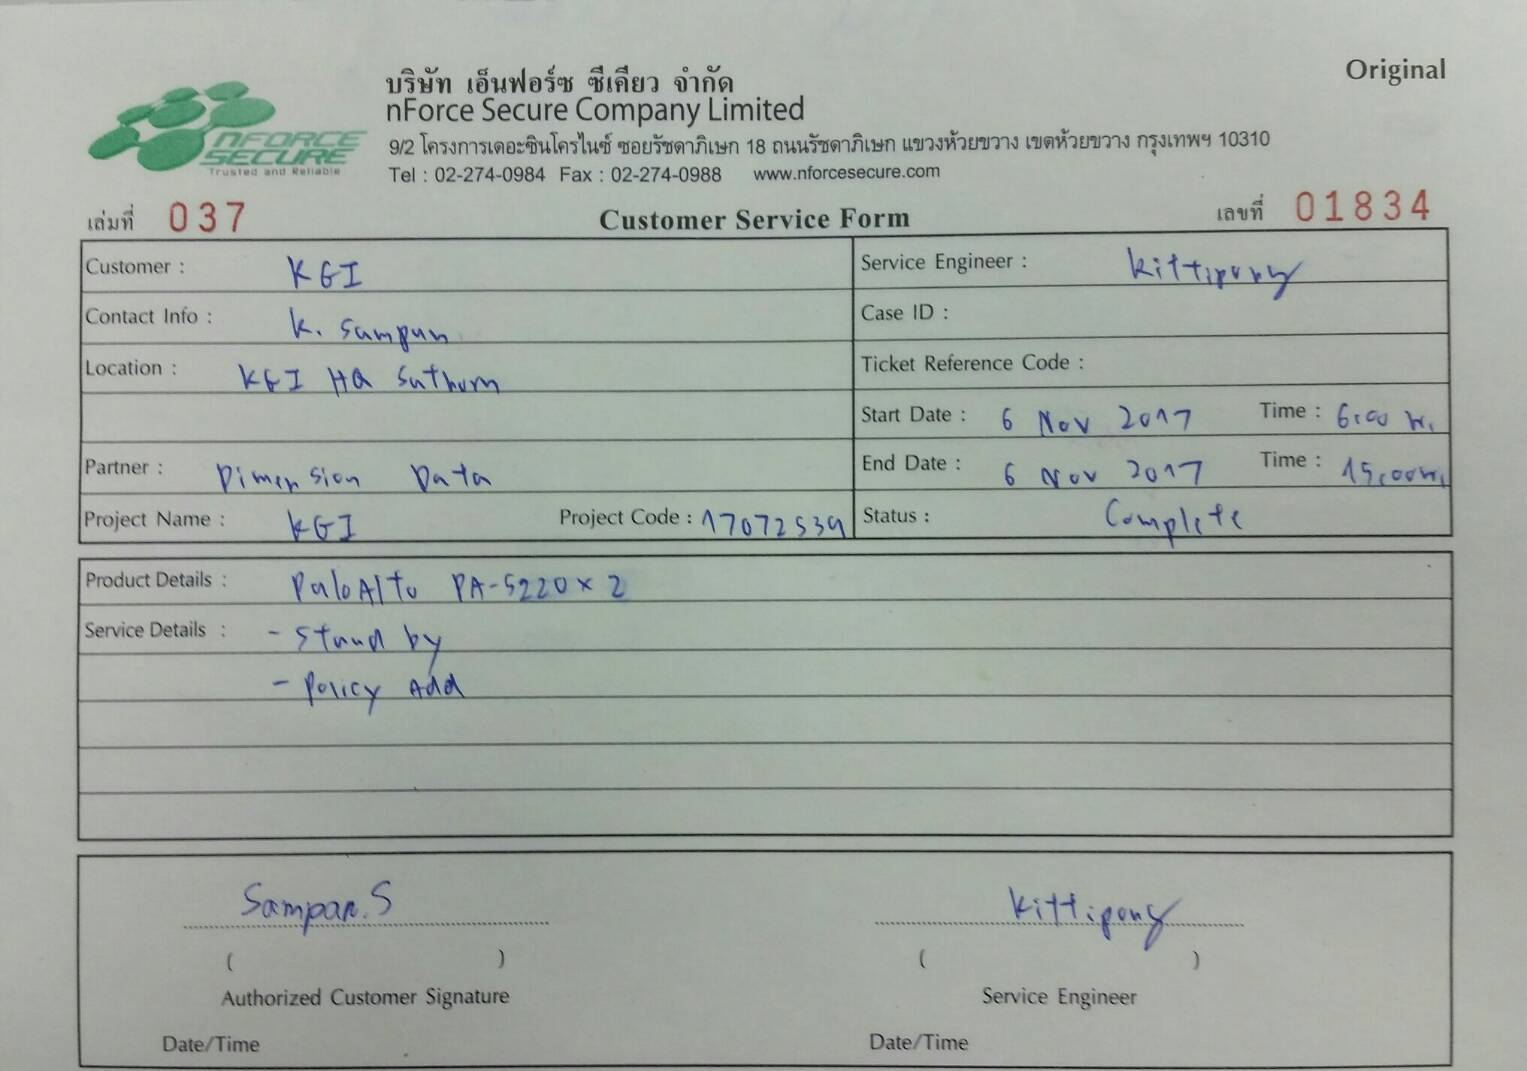 Original
บริษัท เอ็นฟอร์ซ ซีเคียว จำกัด
nForce Secure Company Limited
NFORCE SECURE
Trusted and Reliable
9/2 โครงการเดอะซินโครไนซ์ ซอยรัชดาภิเษก 18 ถนนรัชดาภิเษก แขวงห้วยขวาง เขตห้วยขวาง กรุงเทพฯ 10310
Tel : 02-274-0984 Fax : 02-274-0988 www.nforcesecure.com
เล่มที่ 037 Customer Service Form เลขที่ 01834
Customer : KGI Service Engineer : Kittipong
Contact Info : K. Sampun Case ID :
Location : KGI HQ Sathorn Ticket Reference Code :
Start Date : 6 Nov 2017 Time : 6:00 น.
Partner : Dimension Data End Date : 6 Nov 2017 Time : 15:00 น.
Project Name : KGI Project Code : 17072539 Status : Complete
Product Details : PaloAlto PA-5220 x 2
Service Details : - Stand by
- Policy Add
Sampan.S Kittipong
( ) ( )
Authorized Customer Signature Service Engineer
Date/Time Date/Time